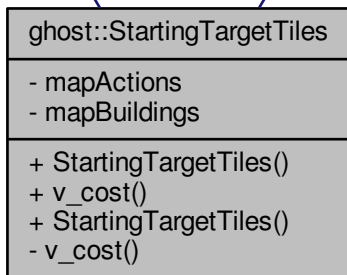 ghost::StartingTargetTiles
- mapActions
- mapBuildings
+ StartingTargetTiles()
+ v_cost()
+ StartingTargetTiles()
- v_cost()